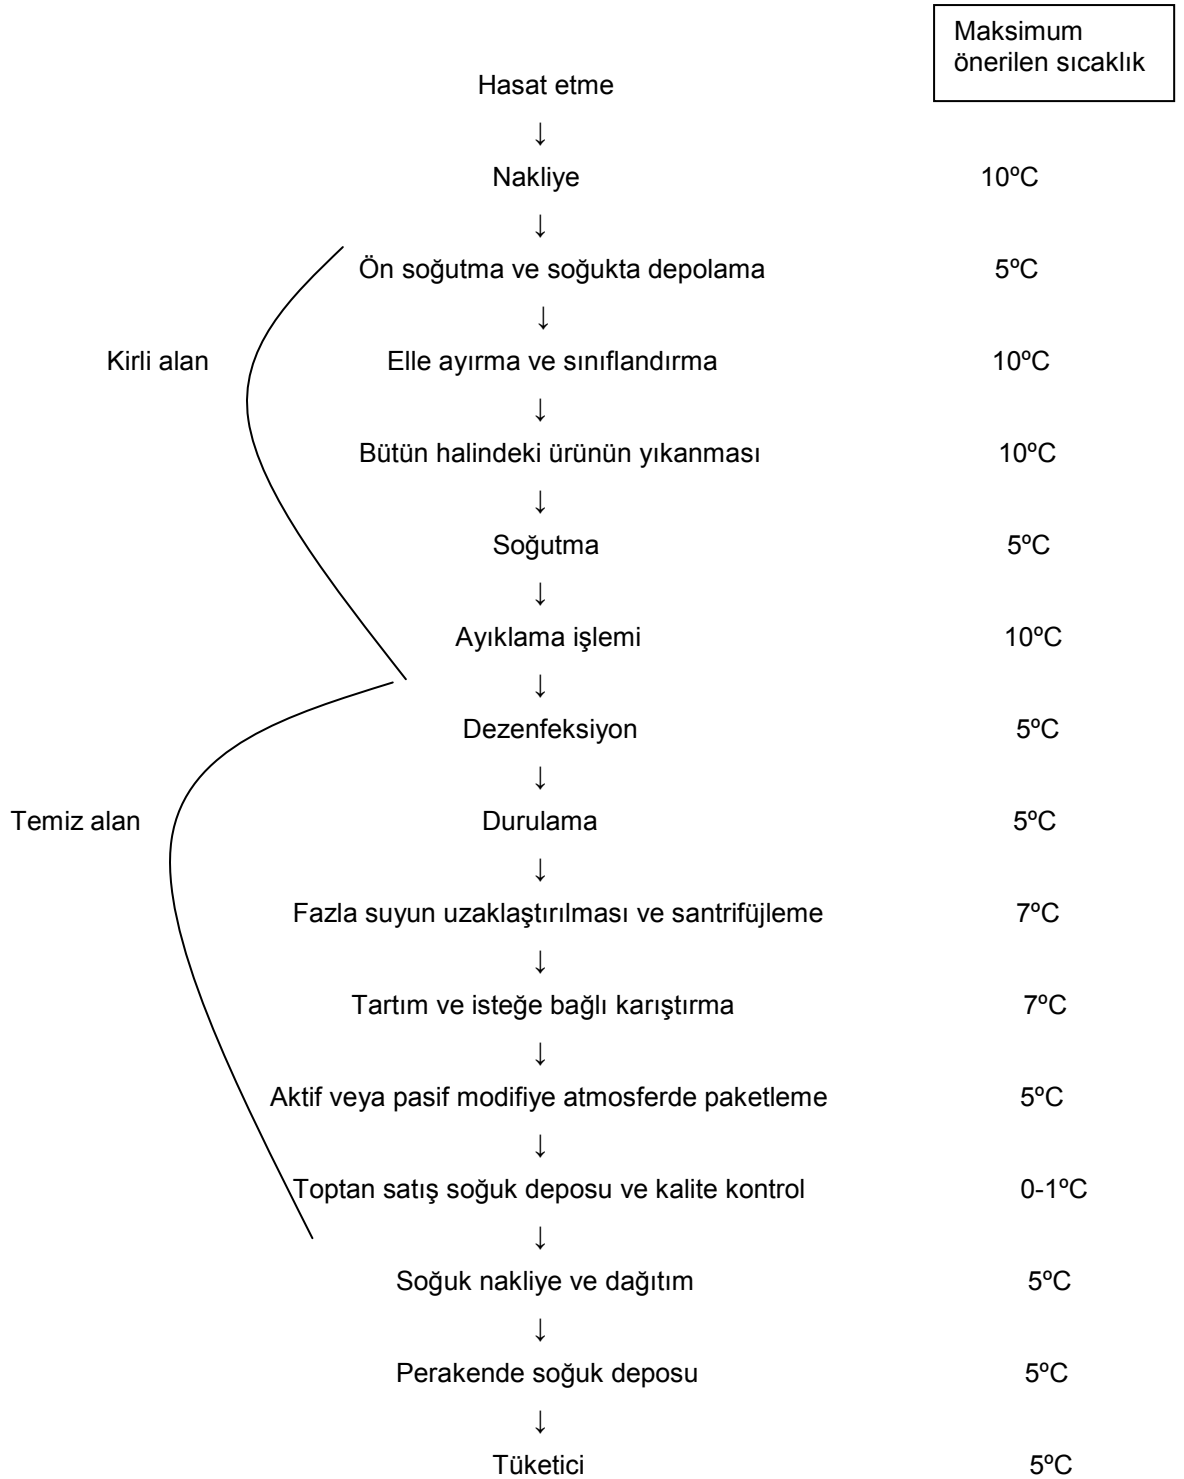 Maksimum
önerilen sıcaklık
Hasat etme
↓
Nakliye 10ºC
↓
Ön soğutma ve soğukta depolama 5ºC
↓
Kirli alan Elle ayırma ve sınıflandırma 10ºC
↓
Bütün halindeki ürünün yıkanması 10ºC
↓
Soğutma 5ºC
↓
Ayıklama işlemi 10ºC
↓
Dezenfeksiyon 5ºC
↓
Temiz alan Durulama 5ºC
↓
Fazla suyun uzaklaştırılması ve santrifüjleme 7ºC
↓
Tartım ve isteğe bağlı karıştırma 7ºC
↓
Aktif veya pasif modifiye atmosferde paketleme 5ºC
↓
Toptan satış soğuk deposu ve kalite kontrol 0-1ºC
↓
Soğuk nakliye ve dağıtım 5ºC
↓
Perakende soğuk deposu 5ºC
↓
Tüketici 5ºC